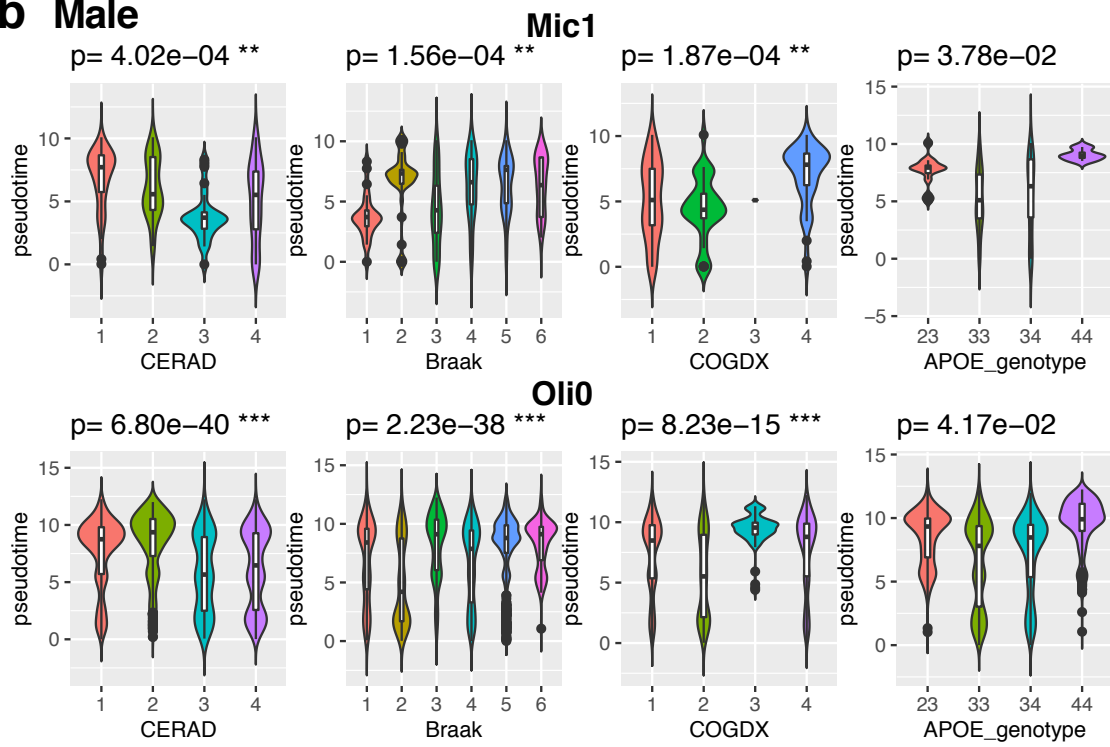 b Male
Mic1
p= 4.02e−04 ** p= 1.56e−04 ** p= 1.87e−04 ** p= 3.78e−02
pseudotime
10
5
0
1 2 3 4
CERAD
pseudotime
10
5
0
1 2 3 4 5 6
Braak
pseudotime
10
5
0
1 2 3 4
COGDX
pseudotime
15
10
5
0
−5
23 33 34 44
APOE_genotype
Oli0
p= 6.80e−40 *** p= 2.23e−38 *** p= 8.23e−15 *** p= 4.17e−02
pseudotime
15
10
5
0
1 2 3 4
CERAD
pseudotime
15
10
5
0
1 2 3 4 5 6
Braak
pseudotime
15
10
5
0
1 2 3 4
COGDX
pseudotime
15
10
5
0
23 33 34 44
APOE_genotype